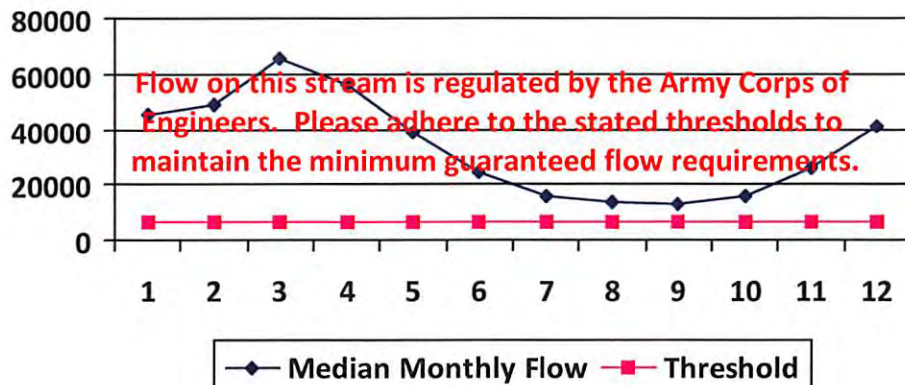 80000
60000
40000
20000
0
Flow on this stream is regulated by the Army Corps of
Engineers. Please adhere to the stated thresholds to
maintain the minimum guaranteed flow requirements.
1 2 3 4 5 6 7 8 9 10 11 12
Median Monthly Flow Threshold